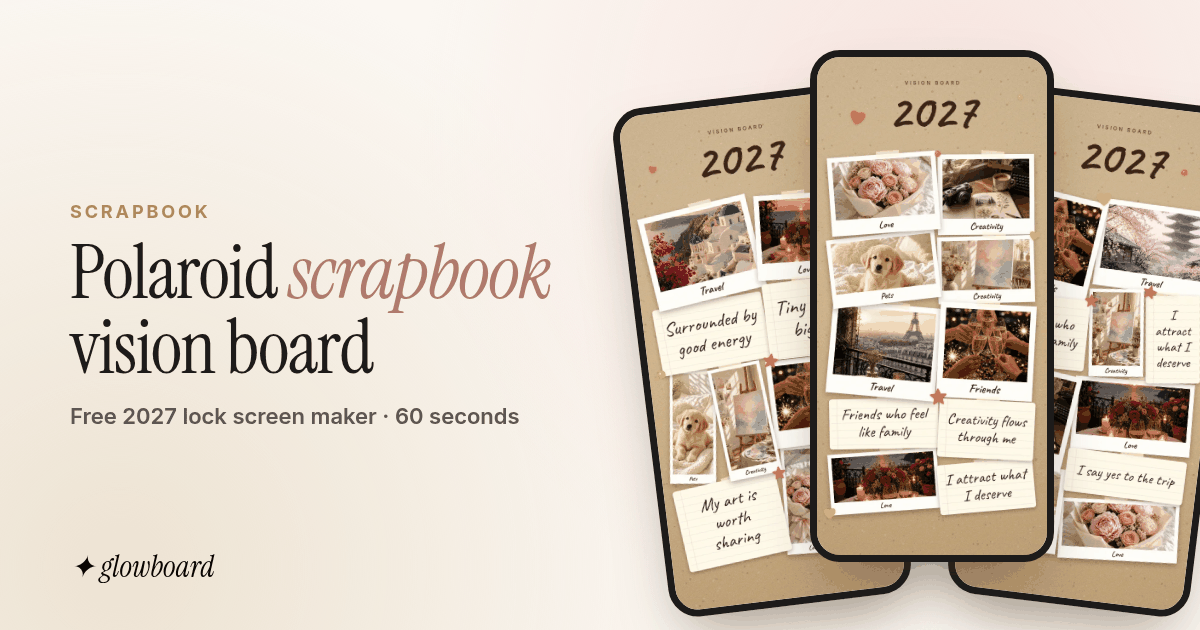 SCRAPBOOK
Polaroid scrapbook
vision board
Free 2027 lock screen maker · 60 seconds
✦ glowboard
VISION BOARD
2027
Travel
Lov
Surrounded by
good energy
Tiny
big
Pets
Creativity
My art is
worth
sharing
VISION BOARD
2027
Love
Creativity
Pets
Creativity
Travel
Friends
Friends who feel
like family
Creativity flows
through me
Love
I attract what
I deserve
VISION BOARD
2027
Travel
who
amily
Creativity
I
attract
what I
deserve
Love
I say yes to the trip
Love